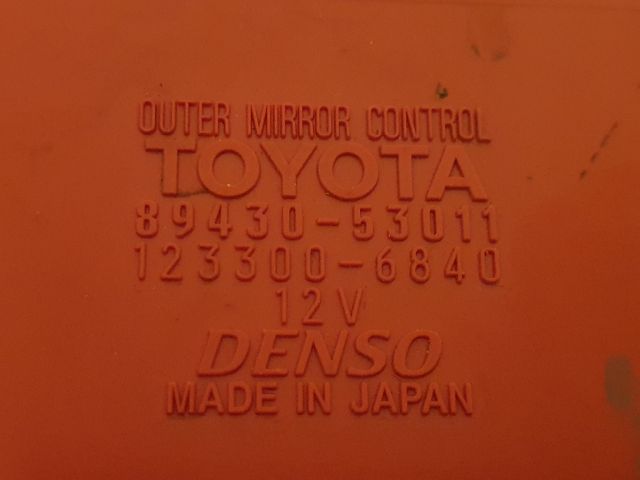 OUTER MIRROR CONTROL
TOYOTA
89430-53011
123300-6840
12V
DENSO
MADE IN JAPAN